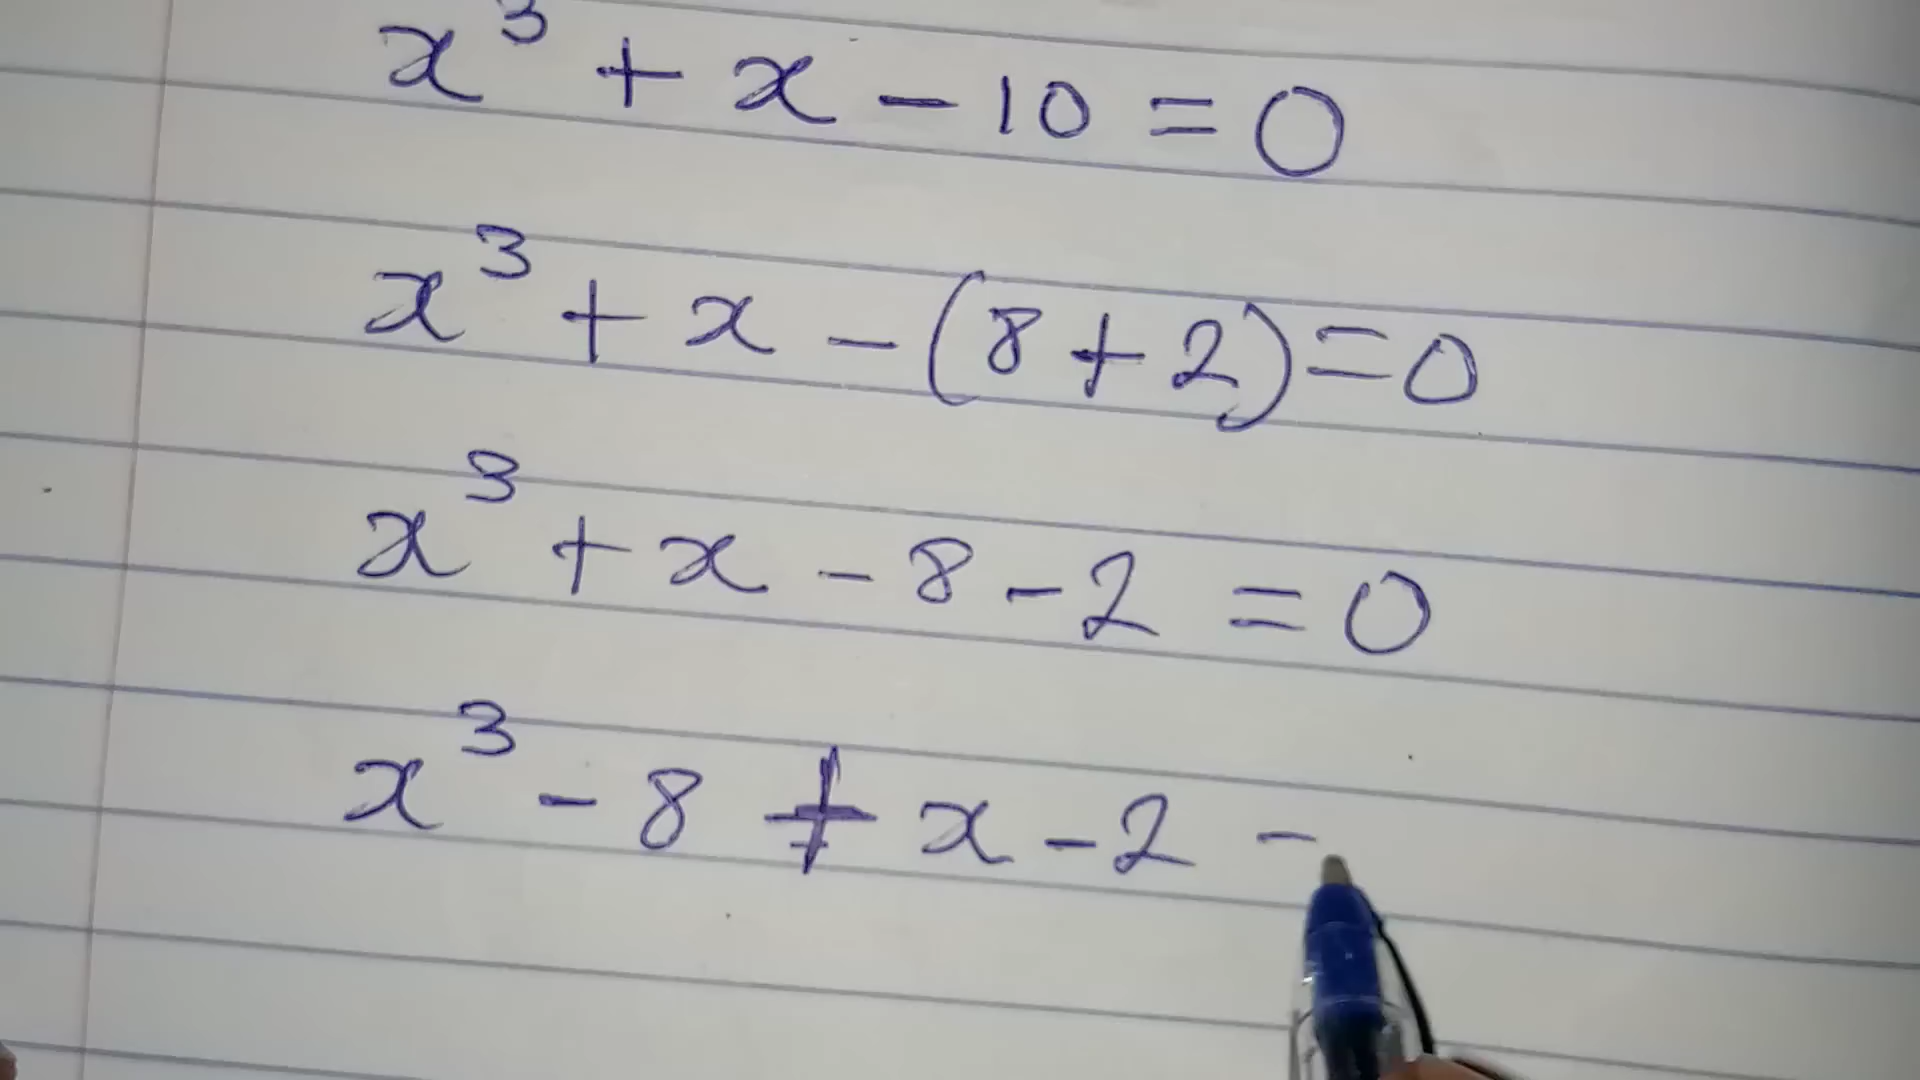 x³ + x - 10 = 0
x³ + x - (8 + 2) = 0
x³ + x - 8 - 2 = 0
x³ - 8 + x - 2 -